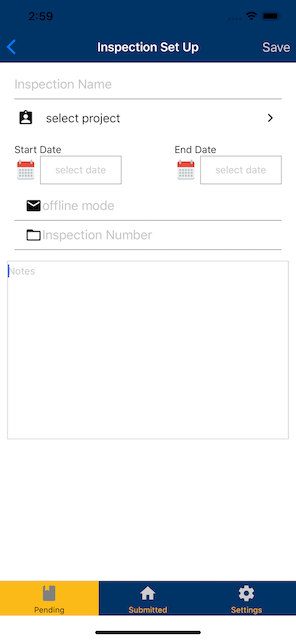 2:59
Inspection Set Up Save
Inspection Name
select project
Start Date End Date
select date select date
offline mode
Inspection Number
Notes
Pending Submitted Settings